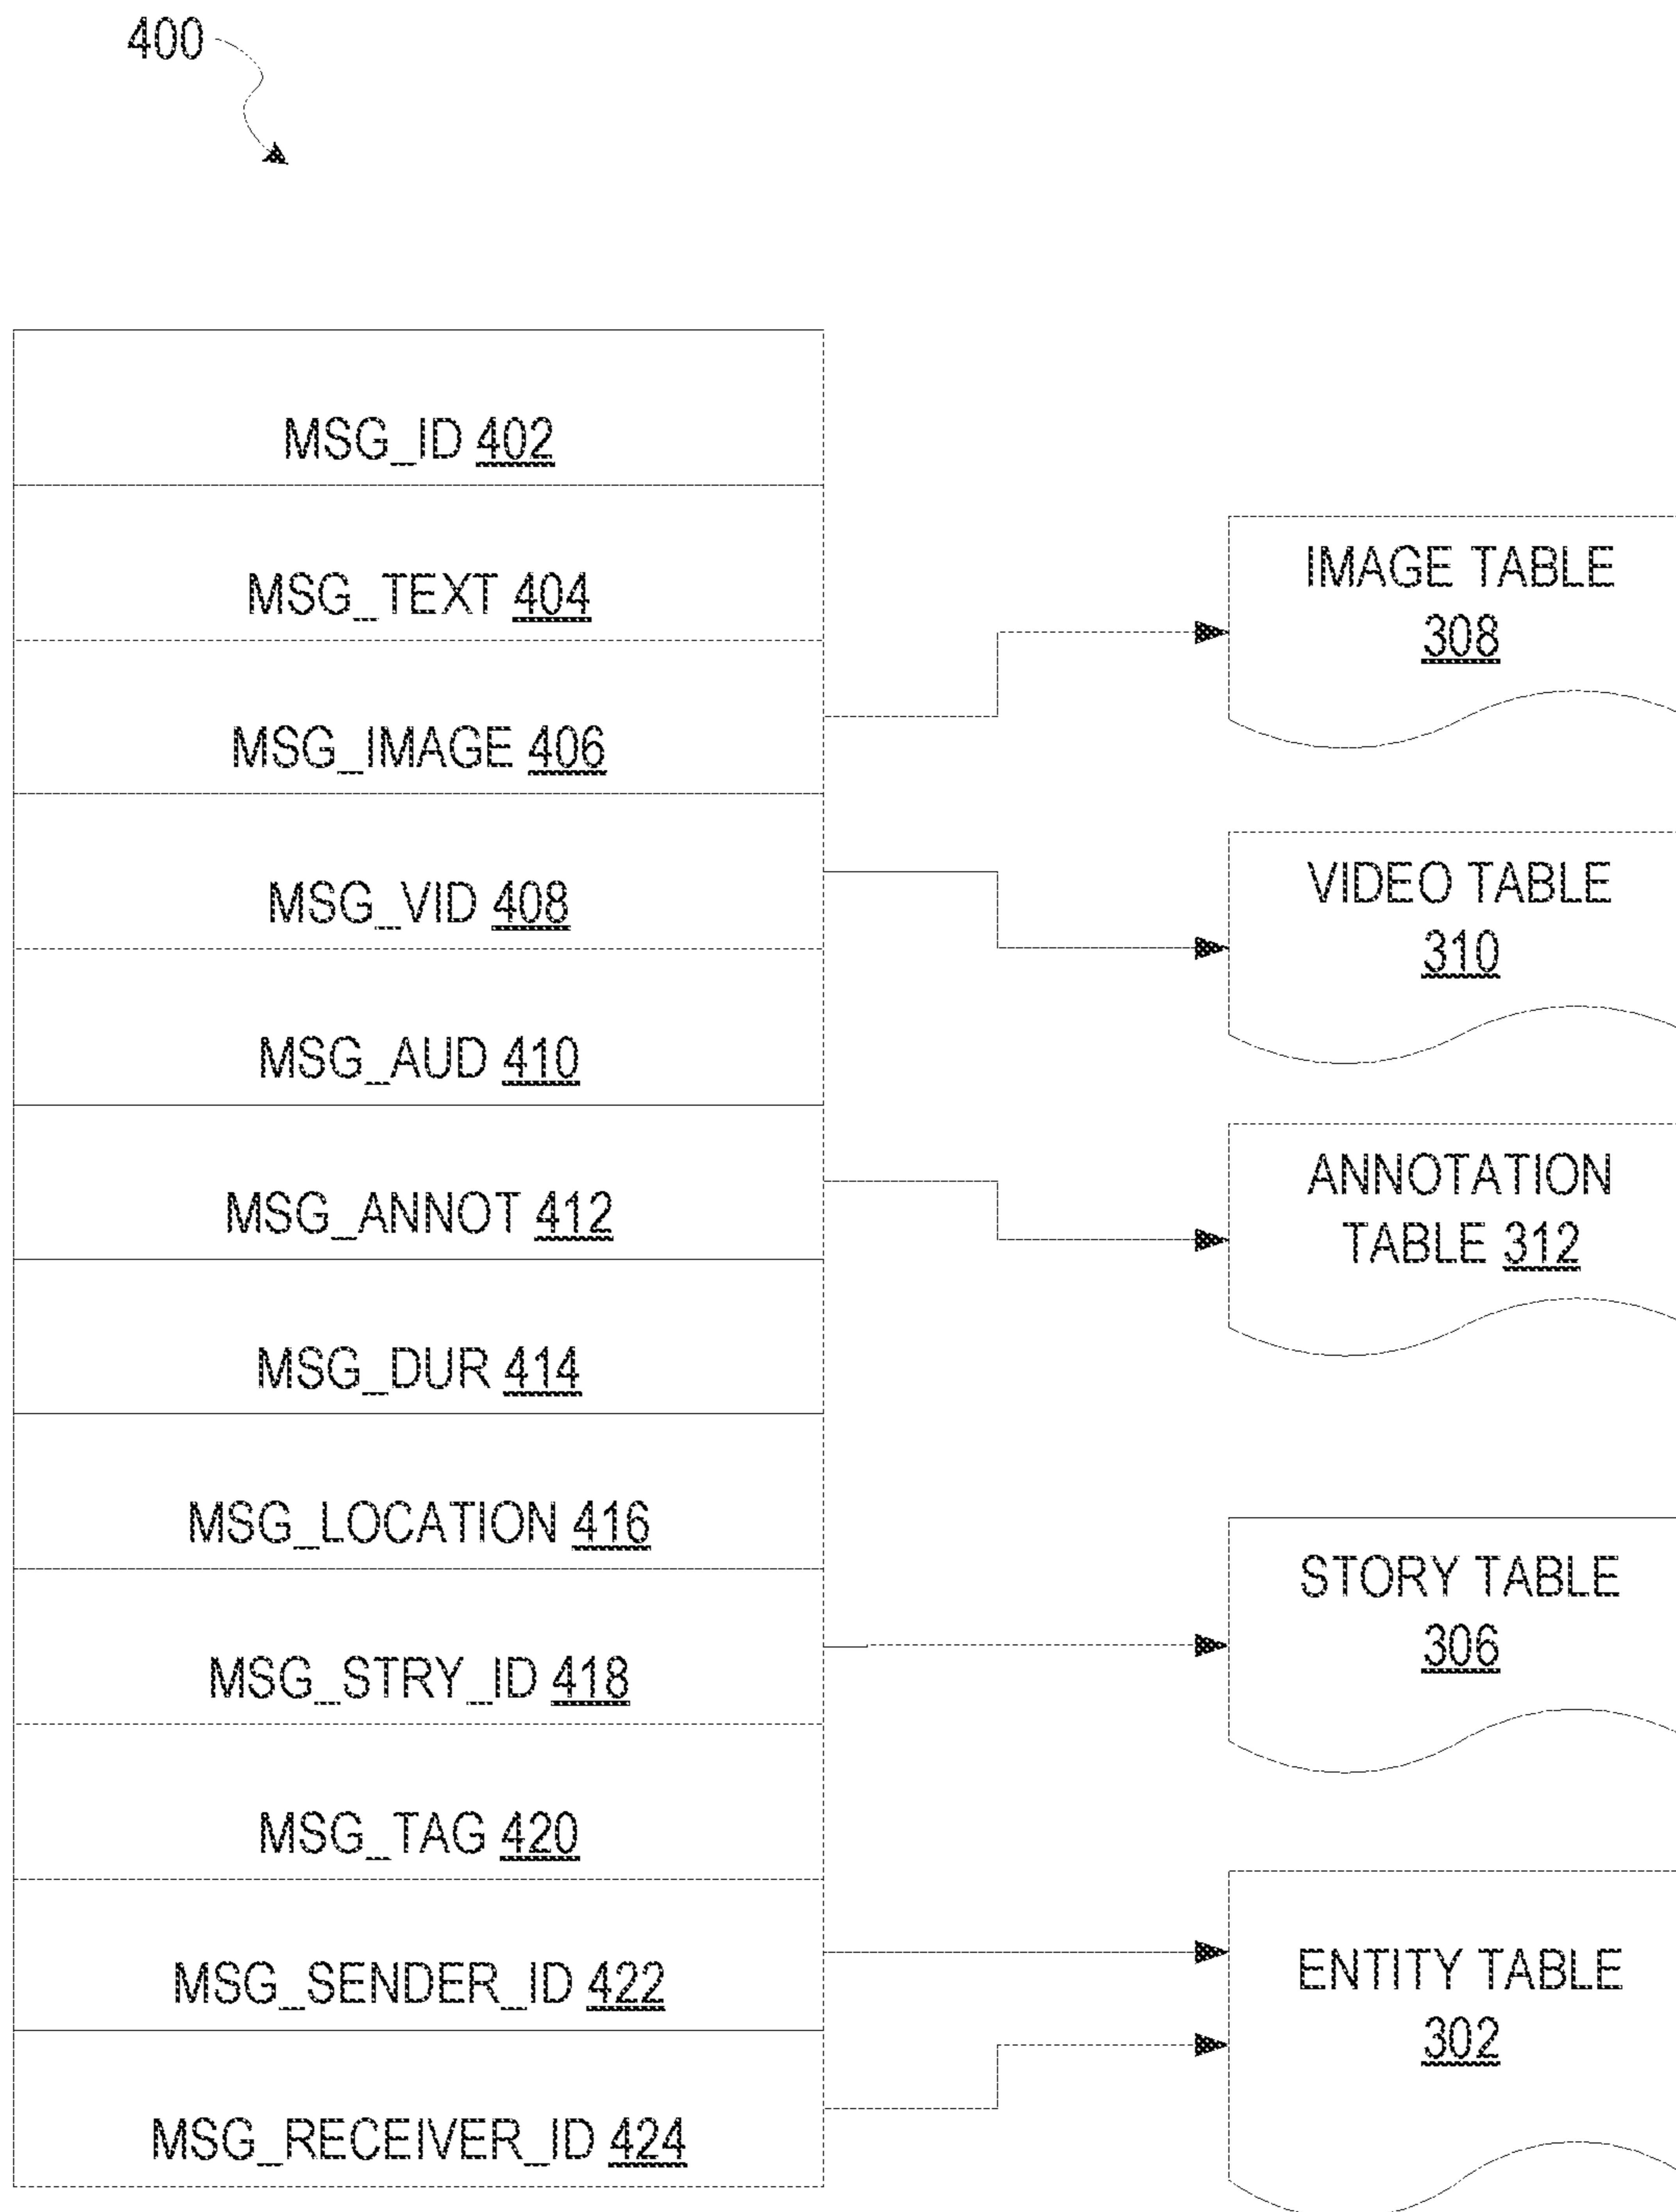 400
MSG_ID 402
MSG_TEXT 404
MSG_IMAGE 406
MSG_VID 408
MSG_AUD 410
MSG_ANNOT 412
MSG_DUR 414
MSG_LOCATION 416
MSG_STRY_ID 418
MSG_TAG 420
MSG_SENDER_ID 422
MSG_RECEIVER_ID 424
IMAGE TABLE
308
VIDEO TABLE
310
ANNOTATION
TABLE 312
STORY TABLE
306
ENTITY TABLE
302